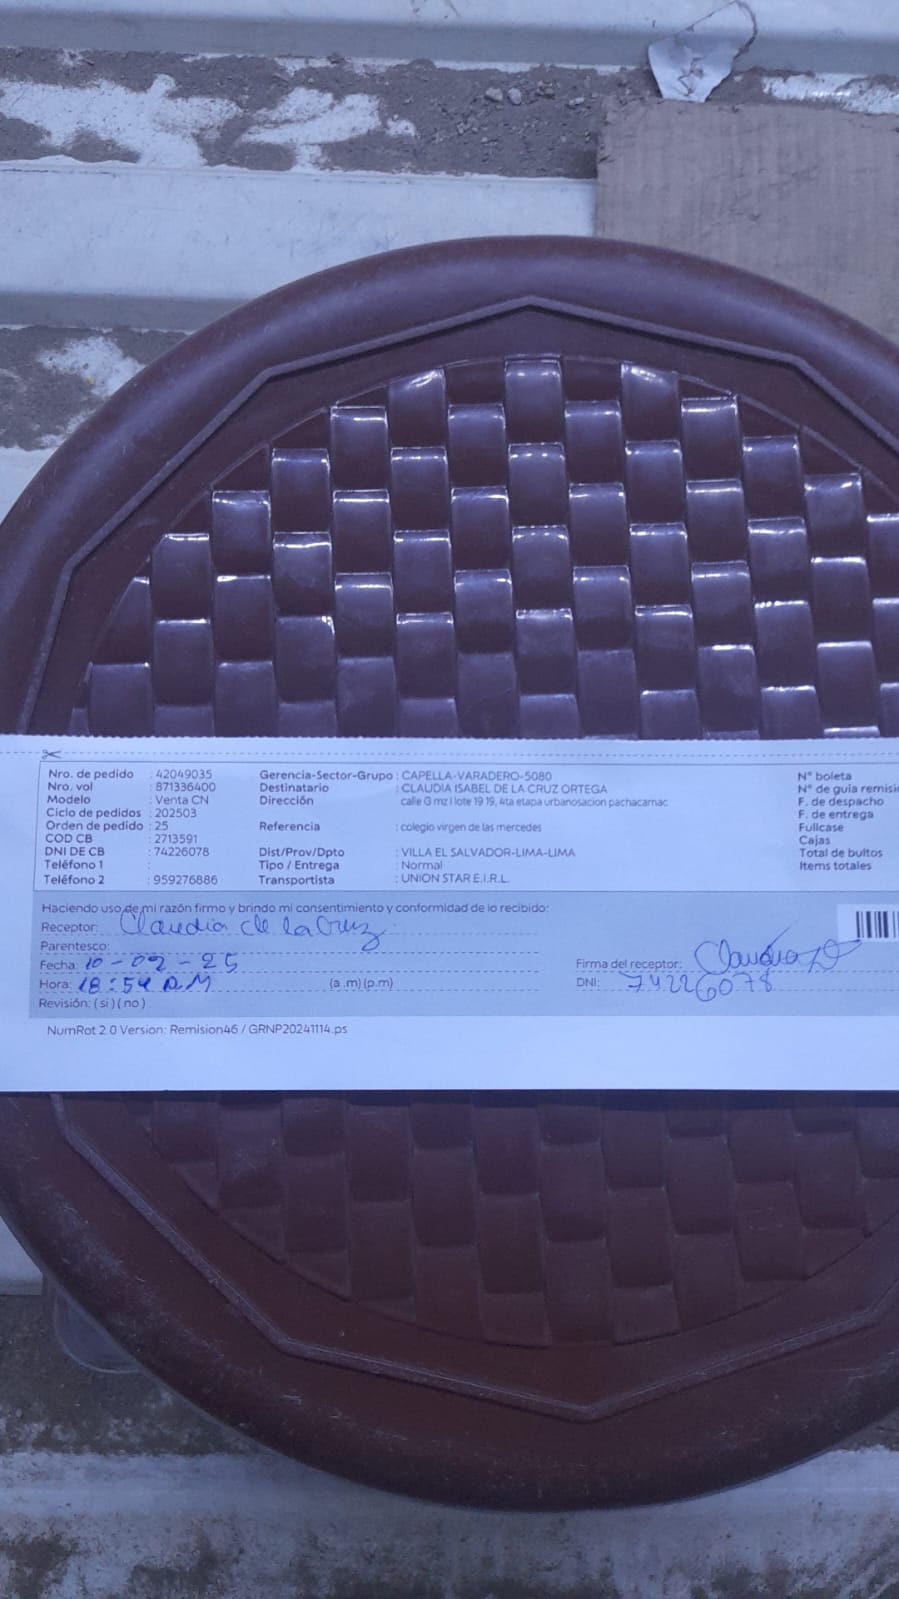 Nro. de pedido : 42049035 Gerencia-Sector-Grupo : CAPELLA-VARADERO-5080 N° boleta
Nro. vol : 871336400 Destinatario : CLAUDIA ISABEL DE LA CRUZ ORTEGA N° de guía
Modelo : Venta CN Dirección calle G mz I lote 19 19, 4ta etapa urbanosacion pachacamac F. de despacho
Ciclo de pedidos : 202503 F. de entrega
Orden de pedido : 25 Referencia : colegio virgen de las mercedes Fullcase
COD CB : 2713591 Cajas
DNI DE CB : 74226078 Dist/Prov/Dpto : VILLA EL SALVADOR-LIMA-LIMA Total de bultos
Teléfono 1 : Tipo / Entrega : Normal Items totales
Teléfono 2 : 959276886 Transportista : UNION STAR E.I.R.L.
Haciendo uso de mi razón firmo y brindo mi consentimiento y conformidad de lo recibido:
Receptor: Claudia de la Cruz
Parentesco:
Fecha: 10-02-25 Firma del receptor:
Hora: 18:54 P.M (a .m) (p.m) DNI: 74226078
Revisión: ( si ) ( no )
NumRot 2.0 Version: Remision46 / GRNP20241114.ps